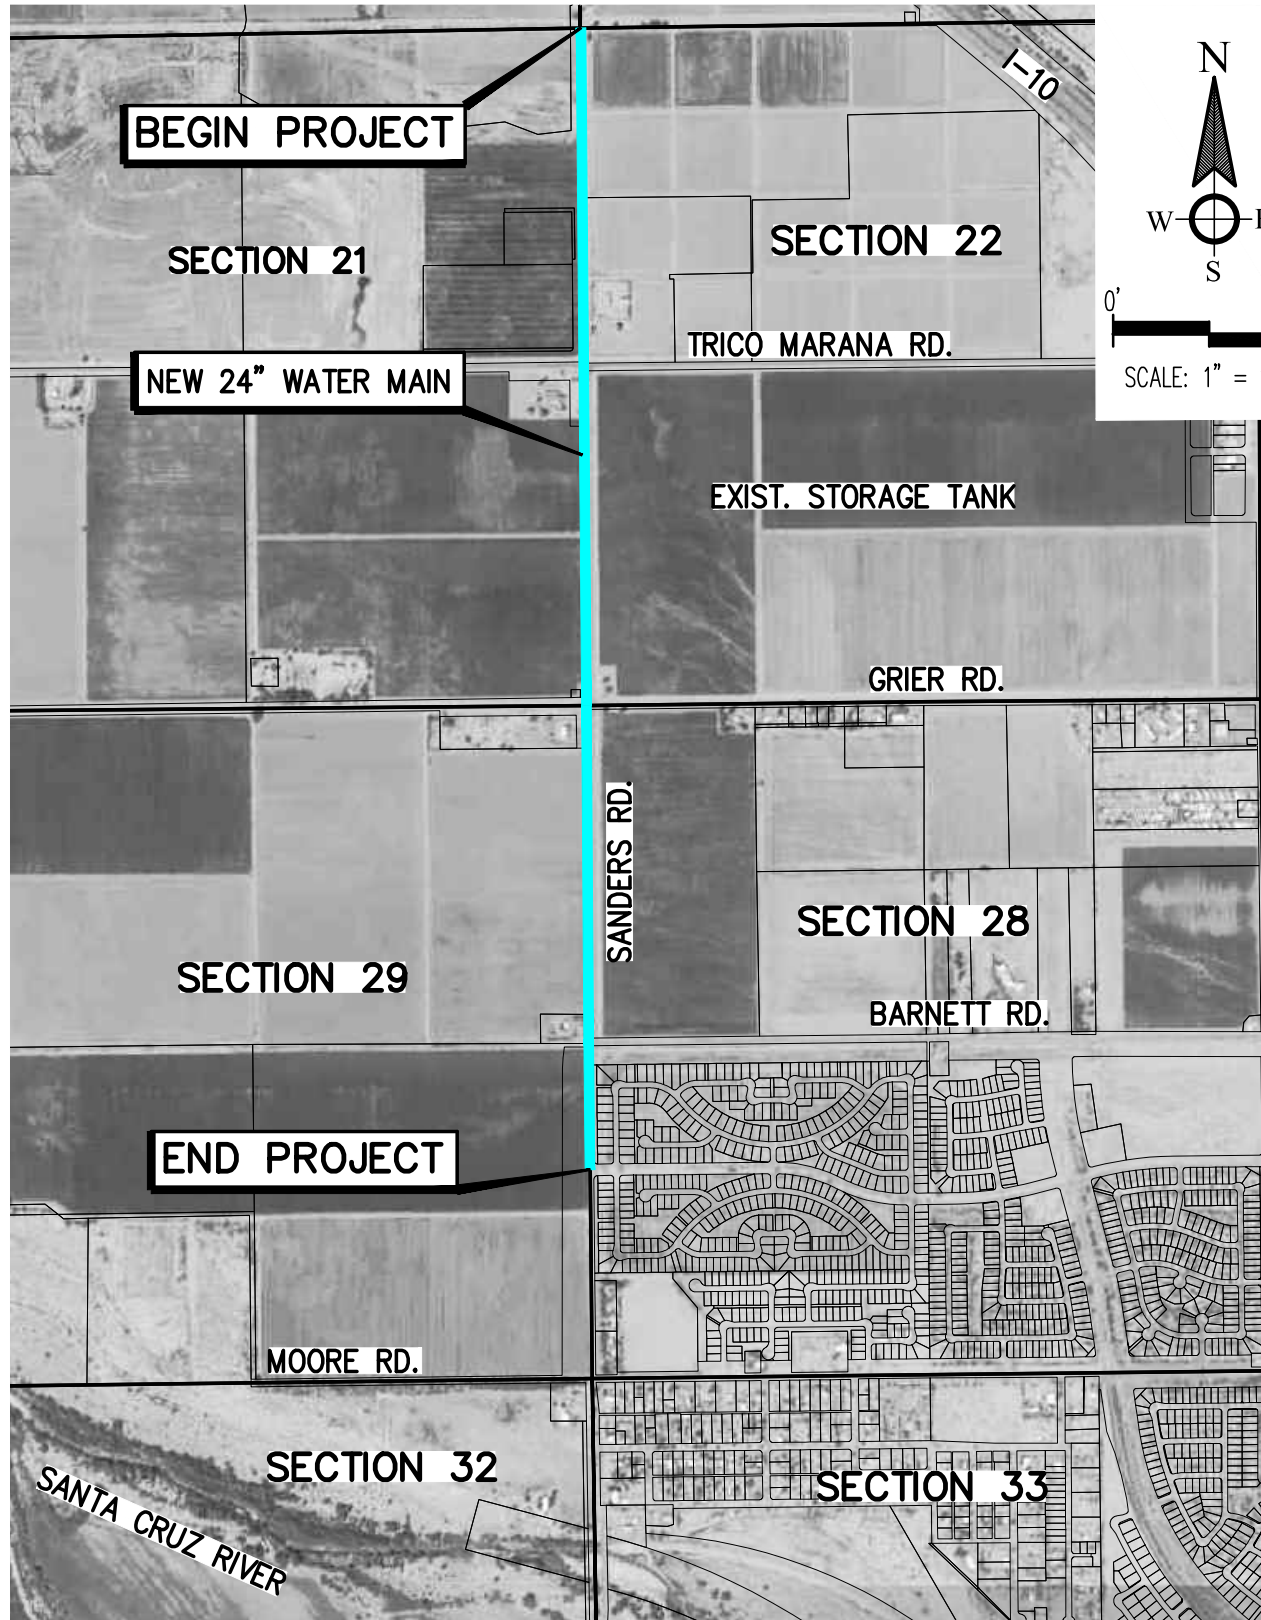 I-10
N
BEGIN PROJECT
W
S
SECTION 21
SECTION 22
0'
TRICO MARANA RD.
SCALE: 1" =
NEW 24" WATER MAIN
EXIST. STORAGE TANK
GRIER RD.
SANDERS RD.
SECTION 28
SECTION 29
BARNETT RD.
END PROJECT
MOORE RD.
SECTION 32
SECTION 33
SANTA CRUZ RIVER